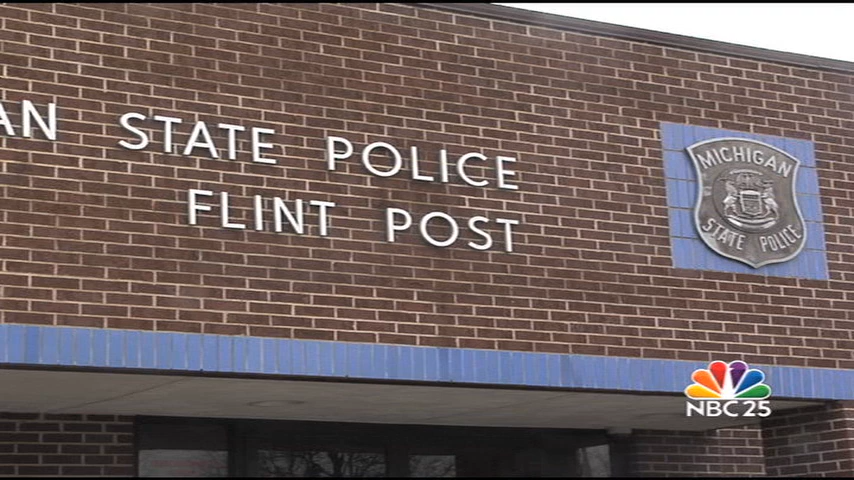 AN STATE POLICE
FLINT POST
MICHIGAN
STATE POLICE
NBC 25